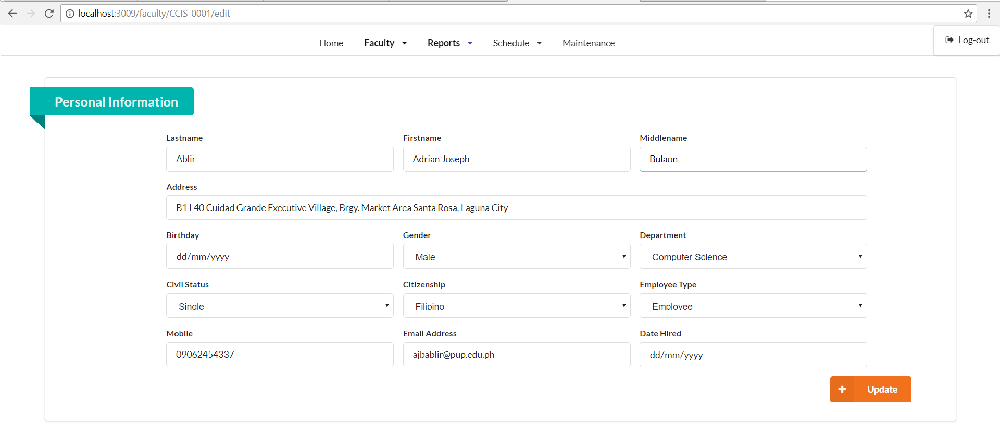 localhost:3009/faculty/CCIS-0001/edit
Home Faculty Reports Schedule Maintenance Log-out
Personal Information
Lastname Firstname Middlename
Ablir Adrian Joseph Bulaon
Address
B1 L40 Cuidad Grande Executive Village, Brgy. Market Area Santa Rosa, Laguna City
Birthday Gender Department
dd/mm/yyyy Male Computer Science
Civil Status Citizenship Employee Type
Single Filipino Employee
Mobile Email Address Date Hired
09062454337 ajbablir@pup.edu.ph dd/mm/yyyy
Update